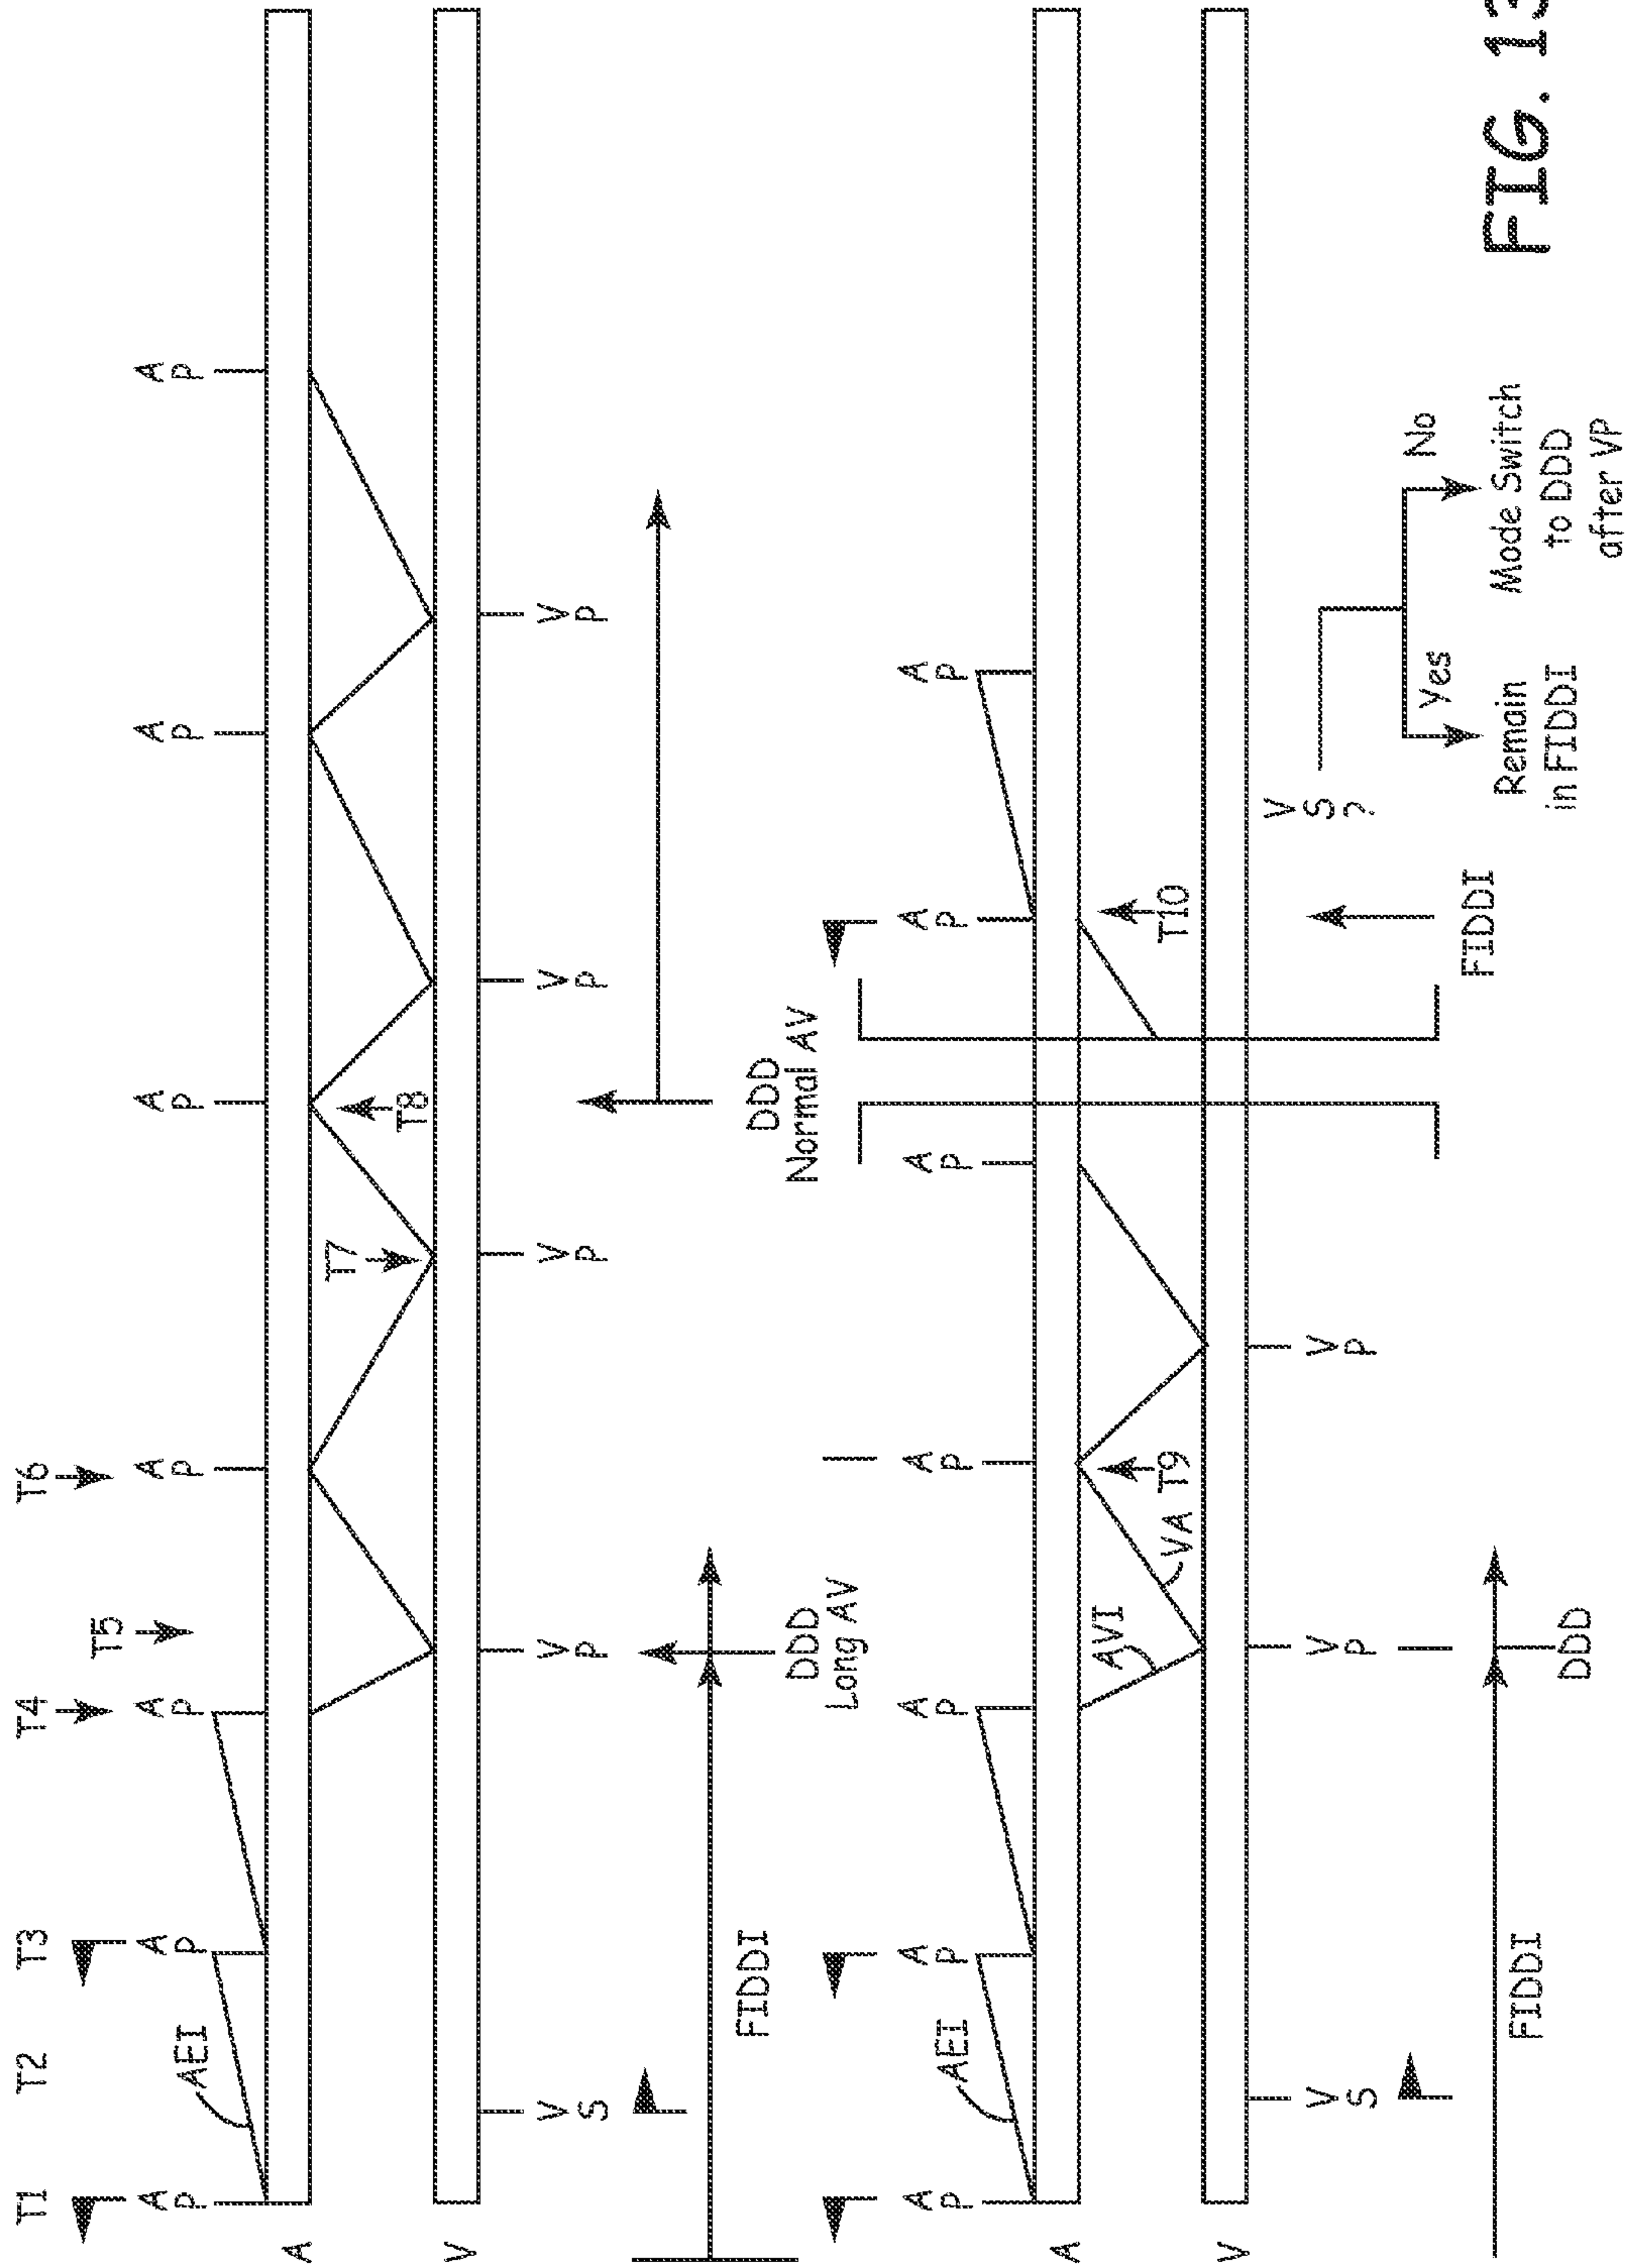 T1 T2 T3 T4 T6
T5
A A A A A A A
P P P P P P P
AEI
A
T7
T8
V
V V V V V
S P P P P
FIDDI
DDD
Long AV
DDD
Normal AV
A A A A A A A
P P P P P P P
AEI
A
AVI
VA
T9
T10
V
V V V V
S P P S
?
No
Yes
FIDDI
FIDDI
DDD
Remain
in FIDDI
Mode Switch
to DDD
after VP
FIG. 13